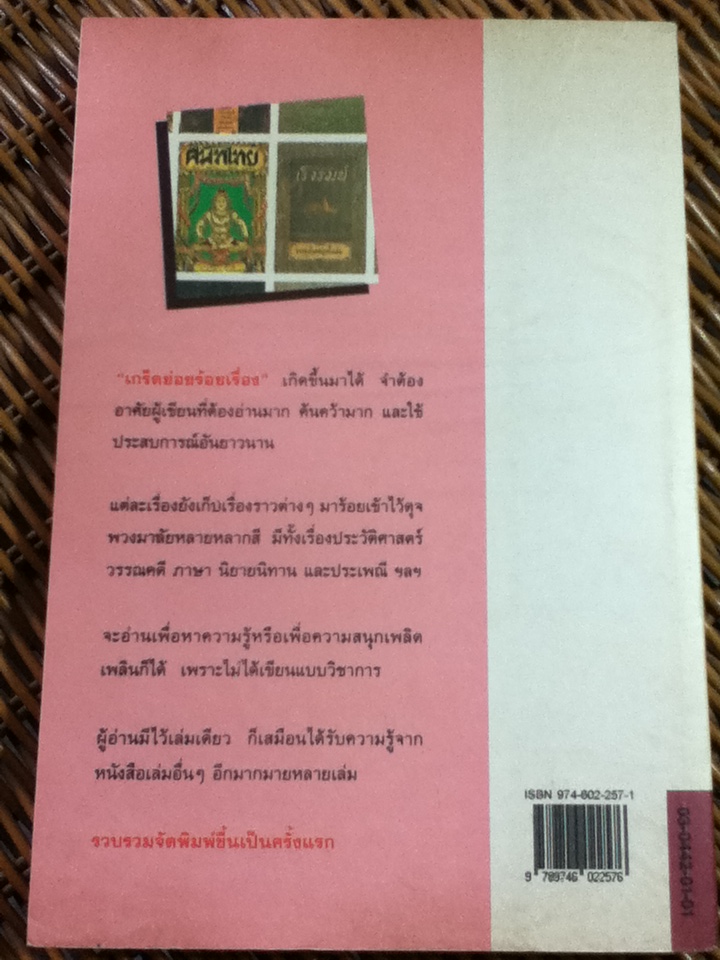 ศิลปไทย
เริงรมย์
"เกร็ดย่อยร้อยเรื่อง" เกิดขึ้นมาได้ จำต้อง
อาศัยผู้เขียนที่ต้องอ่านมาก ค้นคว้ามาก และใช้
ประสบการณ์อันยาวนาน
แต่ละเรื่องยังเก็บเรื่องราวต่างๆ มาร้อยเข้าไว้ดุจ
พวงมาลัยหลายหลากสี มีทั้งเรื่องประวัติศาสตร์
วรรณคดี ภาษา นิยายนิทาน และประเพณี ฯลฯ
จะอ่านเพื่อหาความรู้หรือเพื่อความสนุกเพลิด
เพลินก็ได้ เพราะไม่ได้เขียนแบบวิชาการ
ผู้อ่านมีไว้เล่มเดียว ก็เสมือนได้รับความรู้จาก
หนังสือเล่มอื่นๆ อีกมากมายหลายเล่ม
รวบรวมจัดพิมพ์ขึ้นเป็นครั้งแรก
ISBN 974-602-257-1
9 789746 022576
03-0442-01-01